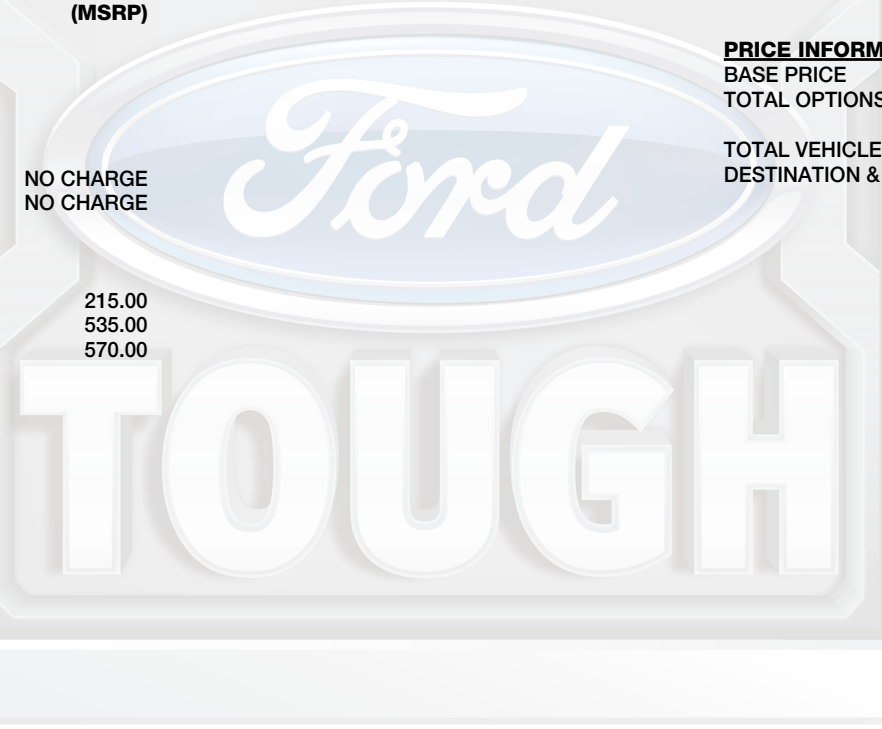 (MSRP)
NO CHARGE
NO CHARGE
215.00
535.00
570.00
PRICE INFORM
BASE PRICE
TOTAL OPTIONS
TOTAL VEHICLE
DESTINATION &
Ford
TOUGH